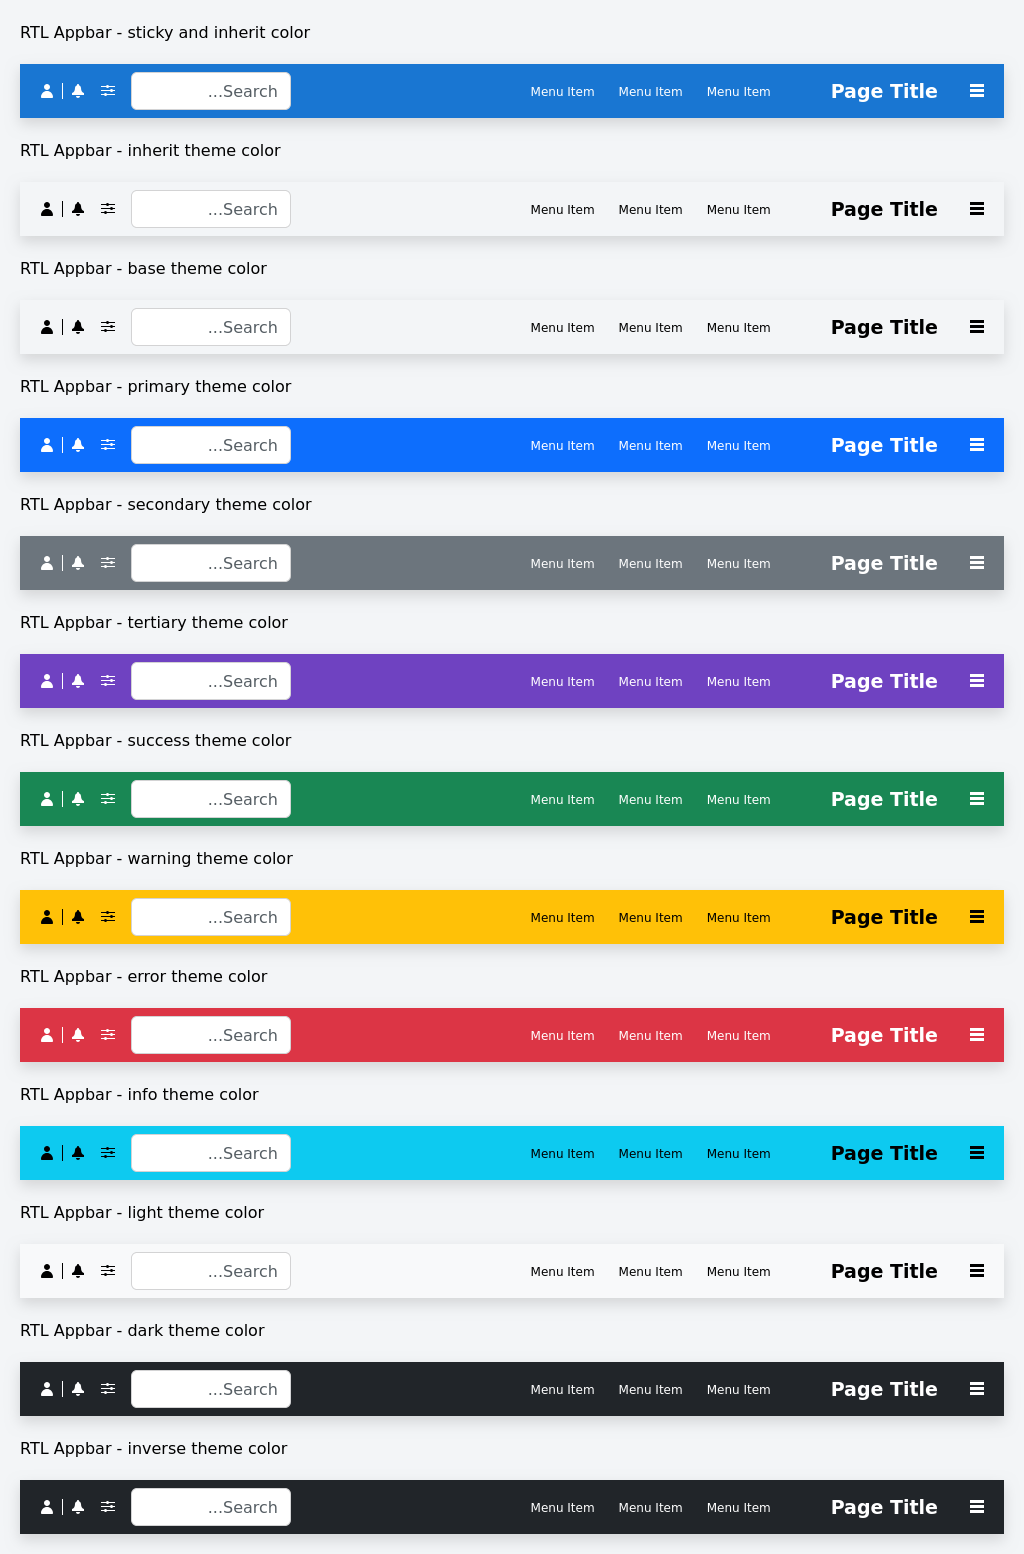 RTL Appbar - sticky and inherit color
...Search Menu Item Menu Item Menu Item Page Title
RTL Appbar - inherit theme color
...Search Menu Item Menu Item Menu Item Page Title
RTL Appbar - base theme color
...Search Menu Item Menu Item Menu Item Page Title
RTL Appbar - primary theme color
...Search Menu Item Menu Item Menu Item Page Title
RTL Appbar - secondary theme color
...Search Menu Item Menu Item Menu Item Page Title
RTL Appbar - tertiary theme color
...Search Menu Item Menu Item Menu Item Page Title
RTL Appbar - success theme color
...Search Menu Item Menu Item Menu Item Page Title
RTL Appbar - warning theme color
...Search Menu Item Menu Item Menu Item Page Title
RTL Appbar - error theme color
...Search Menu Item Menu Item Menu Item Page Title
RTL Appbar - info theme color
...Search Menu Item Menu Item Menu Item Page Title
RTL Appbar - light theme color
...Search Menu Item Menu Item Menu Item Page Title
RTL Appbar - dark theme color
...Search Menu Item Menu Item Menu Item Page Title
RTL Appbar - inverse theme color
...Search Menu Item Menu Item Menu Item Page Title